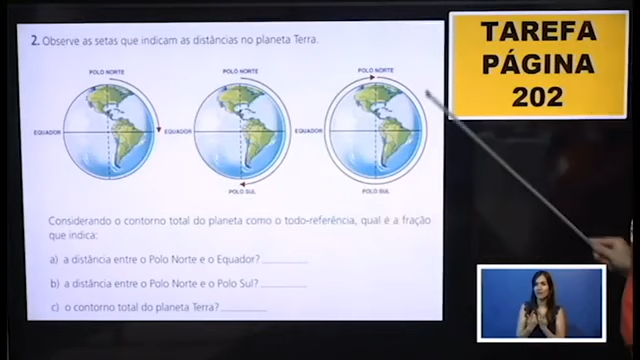 2. Observe as setas que indicam as distâncias no planeta Terra.
POLO NORTE
EQUADOR
POLO NORTE
EQUADOR
POLO SUL
POLO NORTE
EQUADOR
POLO SUL
Considerando o contorno total do planeta como o todo-referência, qual é a fração
que indica:
a) a distância entre o Polo Norte e o Equador?
b) a distância entre o Polo Norte e o Polo Sul?
c) o contorno total do planeta Terra?
TAREFA
PÁGINA
202